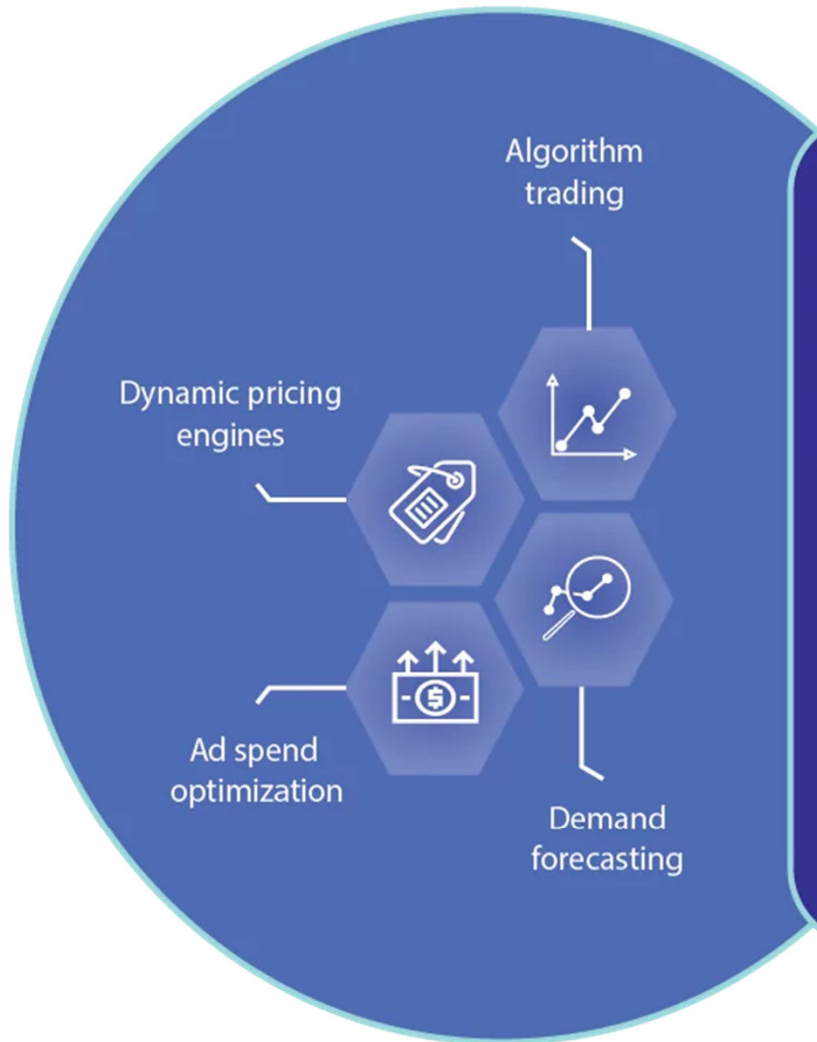 Algorithm
trading
Dynamic pricing
engines
Ad spend
optimization
Demand
forecasting